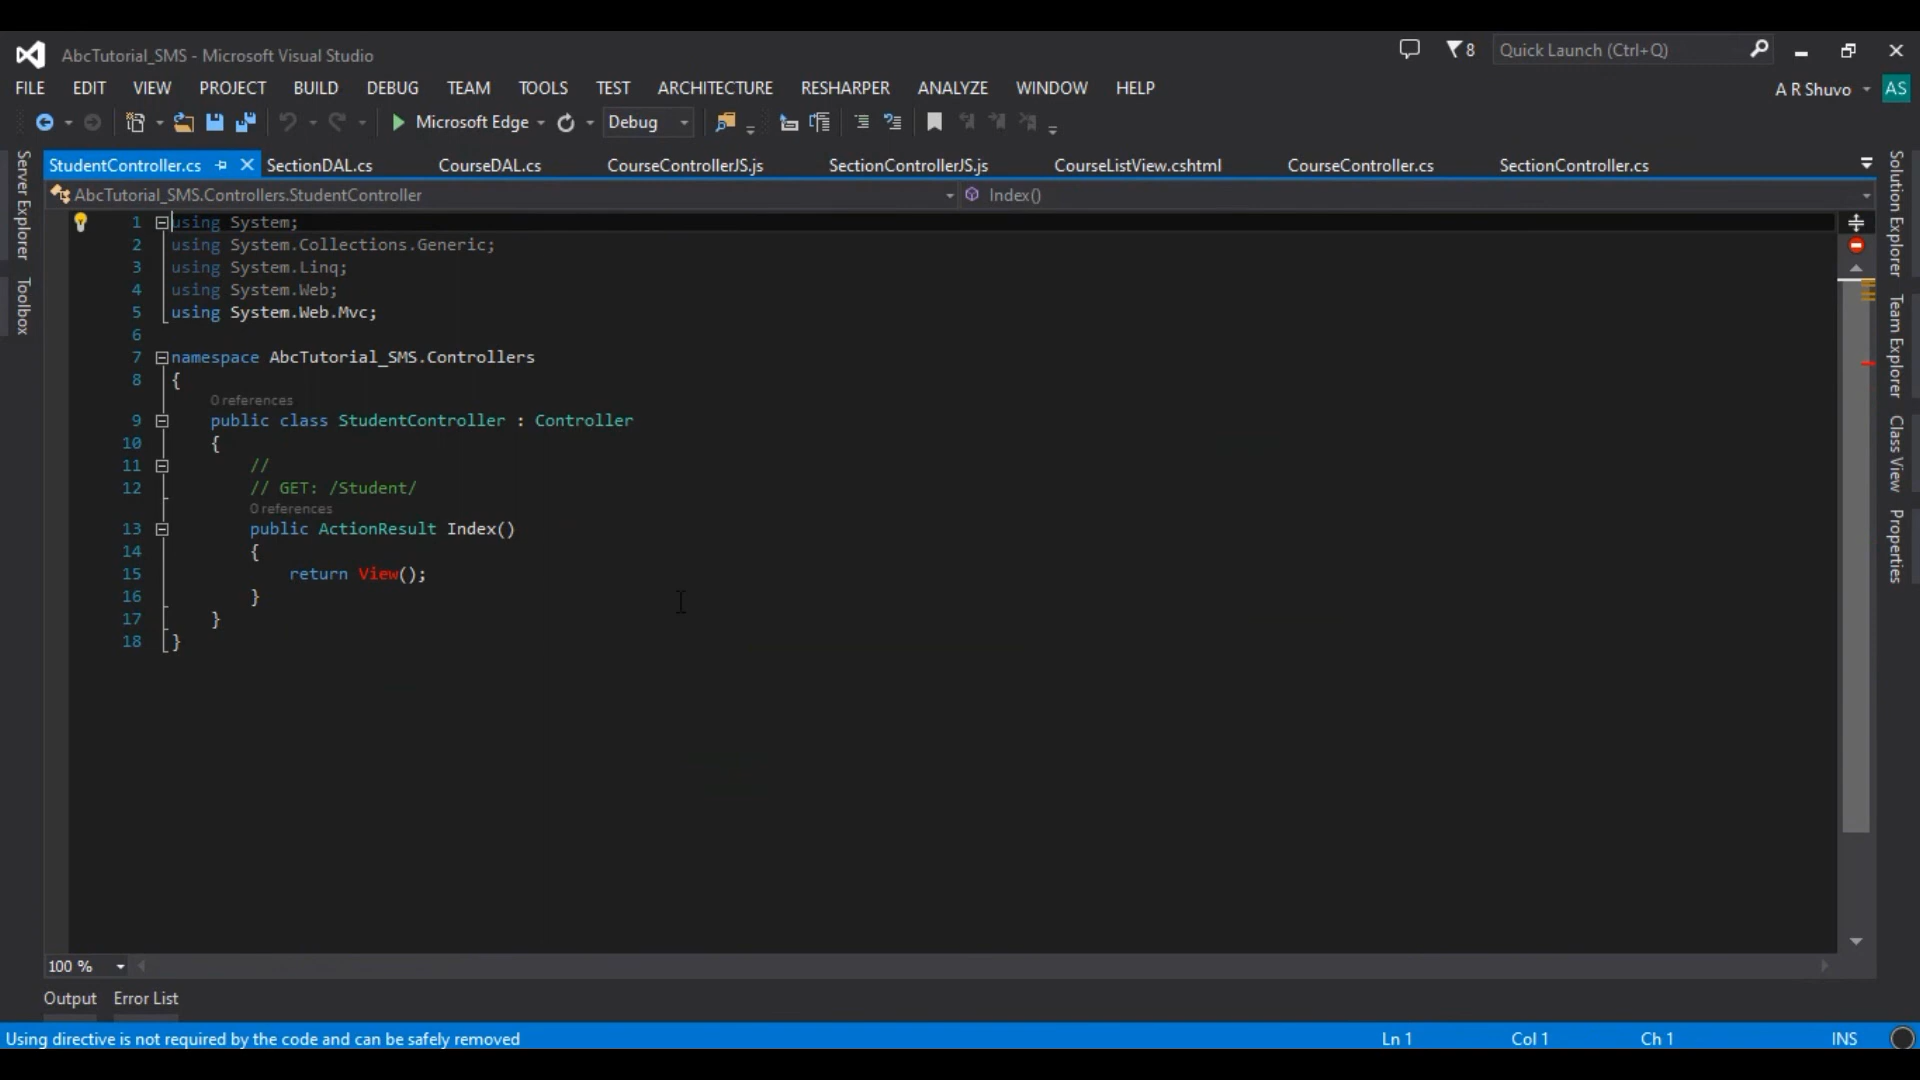 AbcTutorial_SMS - Microsoft Visual Studio
8
Quick Launch (Ctrl+Q)
FILE EDIT VIEW PROJECT BUILD DEBUG TEAM TOOLS TEST ARCHITECTURE RESHARPER ANALYZE WINDOW HELP
A R Shuvo
AS
Microsoft Edge
Debug
Server Explorer
Toolbox
StudentController.cs SectionDAL.cs CourseDAL.cs CourseControllerJS.js SectionControllerJS.js CourseListView.cshtml CourseController.cs SectionController.cs
AbcTutorial_SMS.Controllers.StudentController
Index()
1 using System;
2 using System.Collections.Generic;
3 using System.Linq;
4 using System.Web;
5 using System.Web.Mvc;
6
7 namespace AbcTutorial_SMS.Controllers
8 {
0 references
9 public class StudentController : Controller
10 {
11 //
12 // GET: /Student/
0 references
13 public ActionResult Index()
14 {
15 return View();
16 }
17 }
18 }
Solution Explorer
Team Explorer
Class View
Properties
100 %
Output Error List
Using directive is not required by the code and can be safely removed
Ln 1 Col 1 Ch 1 INS